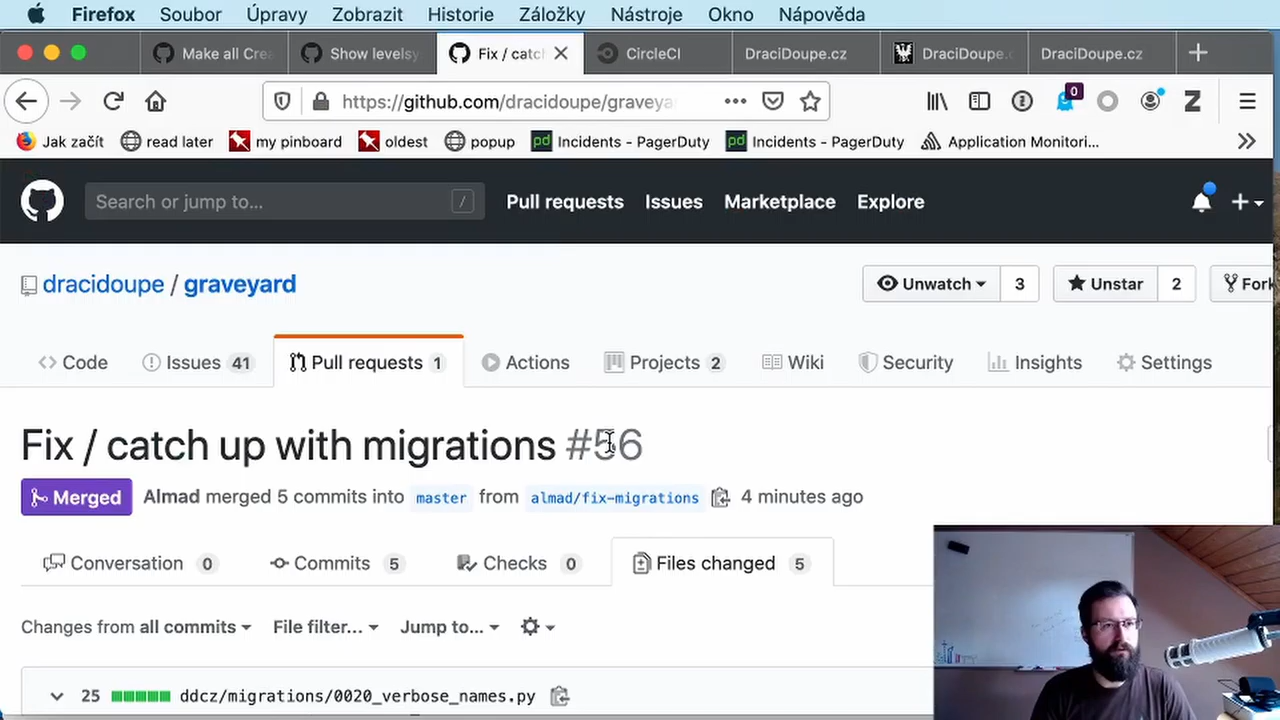 Firefox Soubor Úpravy Zobrazit Historie Záložky Nástroje Okno Nápověda
Make all Crea Show levelsy Fix / catc CircleCI DraciDoupe.cz DraciDoupe.c DraciDoupe.cz
https://github.com/dracidoupe/graveya 0
Jak začít read later my pinboard oldest popup Incidents - PagerDuty Incidents - PagerDuty Application Monitori...
Search or jump to... / Pull requests Issues Marketplace Explore
dracidoupe / graveyard Unwatch 3 Unstar 2 Fork
Code Issues 41 Pull requests 1 Actions Projects 2 Wiki Security Insights Settings
Fix / catch up with migrations #56
Merged Almad merged 5 commits into master from almad/fix-migrations 4 minutes ago
Conversation 0 Commits 5 Checks 0 Files changed 5
Changes from all commits File filter... Jump to...
25 ddcz/migrations/0020_verbose_names.py